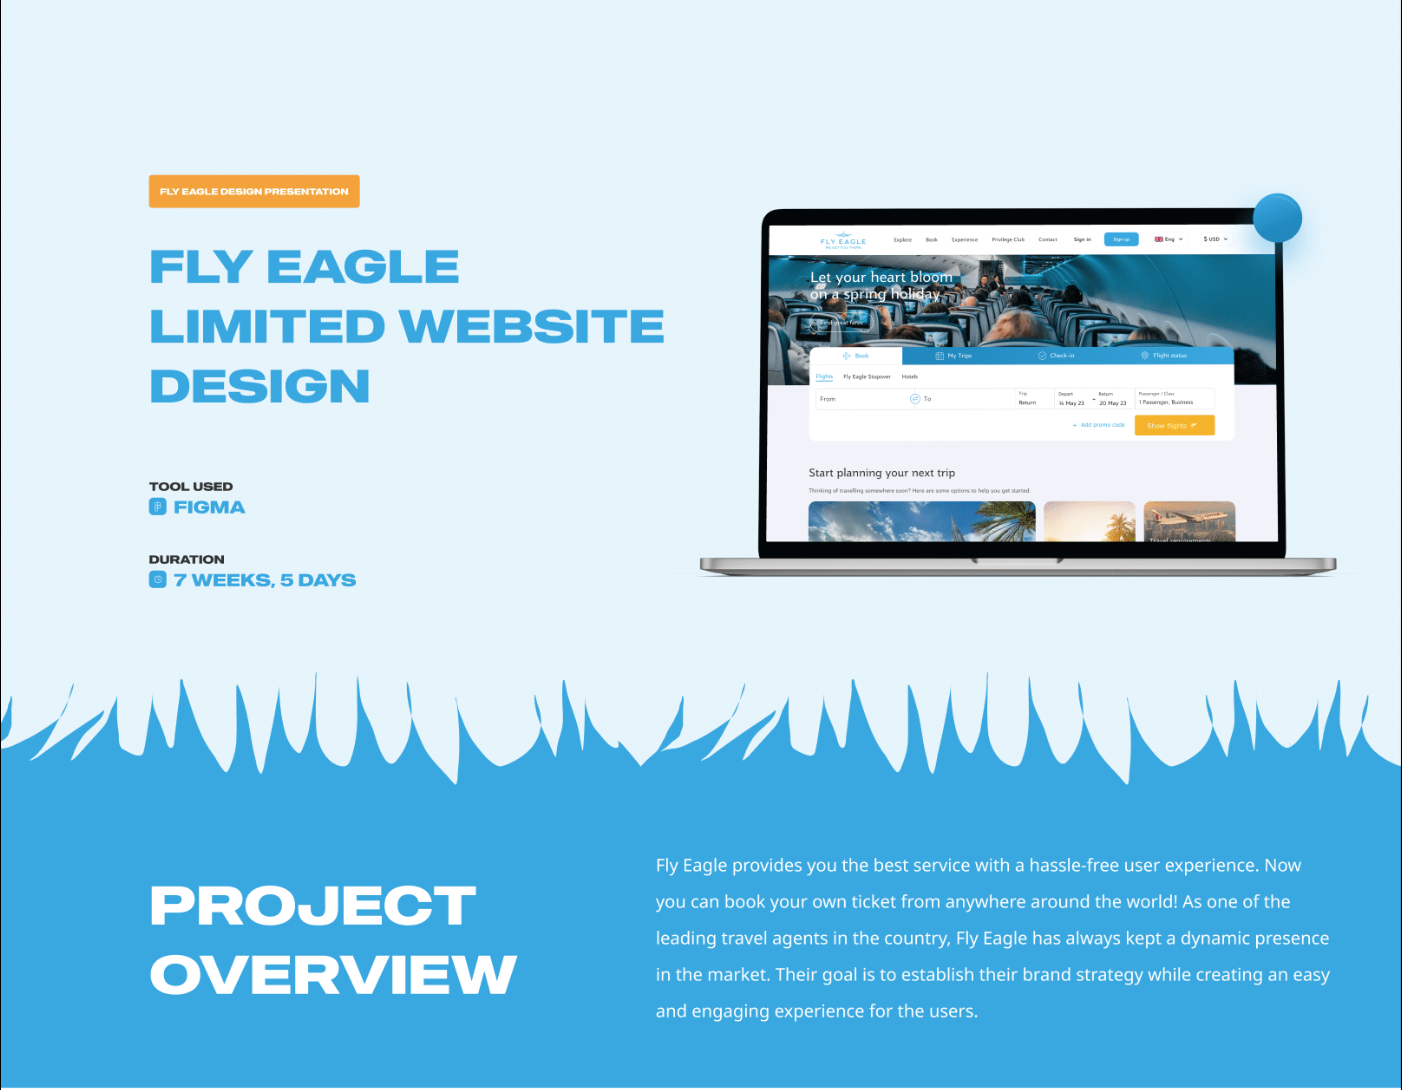 FLY EAGLE DESIGN PRESENTATION
FLY EAGLE
LIMITED WEBSITE
DESIGN
TOOL USED
FIGMA
DURATION
7 WEEKS, 5 DAYS
FLY EAGLE
Explore Book Experience Privilege Club Contact Sign in Sign up Eng $ USD
Let your heart bloom
on a spring holiday
Book My Trips Check-in Flight status
Flights Fly Eagle Stopover Hotels
From To
Trip Depart Return Passenger / Class
Return 14 May 23 - 20 May 23 1 Passenger, Business
+ Add promo code Show flights
Start planning your next trip
Thinking of travelling somewhere soon? Here are some options to help you get started.
Travel requirements
PROJECT
OVERVIEW
Fly Eagle provides you the best service with a hassle-free user experience. Now
you can book your own ticket from anywhere around the world! As one of the
leading travel agents in the country, Fly Eagle has always kept a dynamic presence
in the market. Their goal is to establish their brand strategy while creating an easy
and engaging experience for the users.